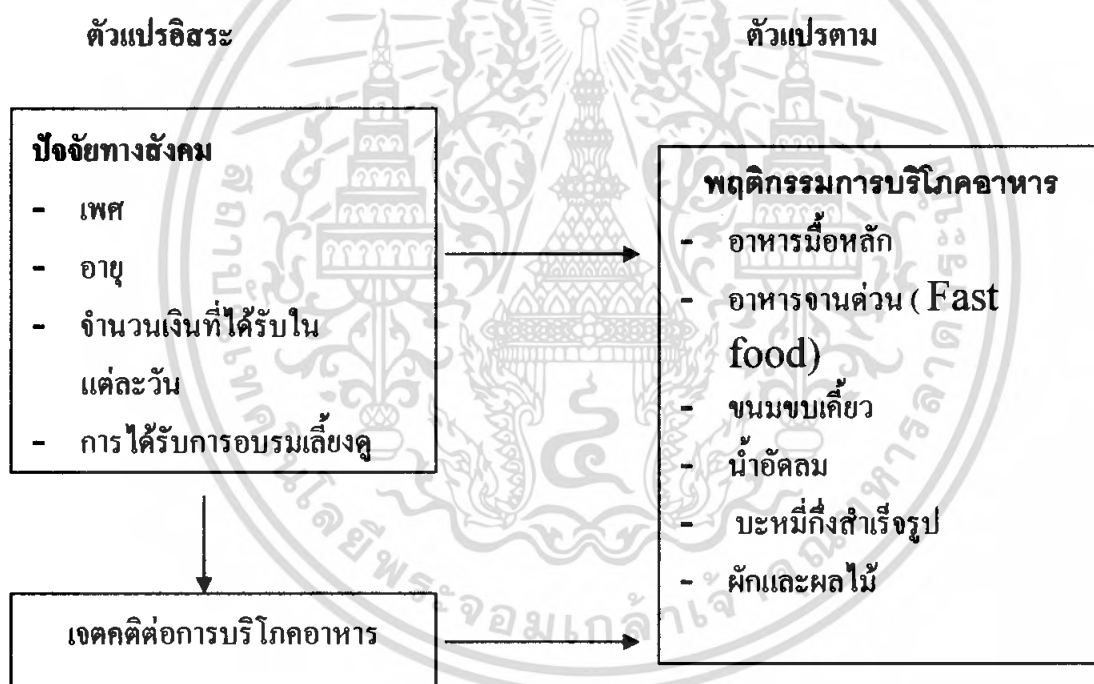 ตัวแปรอิสระ
ตัวแปรตาม
ปัจจัยทางสังคม
- เพศ
- อายุ
- จำนวนเงินที่ได้รับใน
แต่ละวัน
- การได้รับการอบรมเลี้ยงดู
เจตคติต่อการบริโภคอาหาร
พฤติกรรมการบริโภคอาหาร
- อาหารมื้อหลัก
- อาหารจานด่วน ( Fast
food)
- ขนมขบเคี้ยว
- น้ำอัดลม
- บะหมี่กึ่งสำเร็จรูป
- ผักและผลไม้